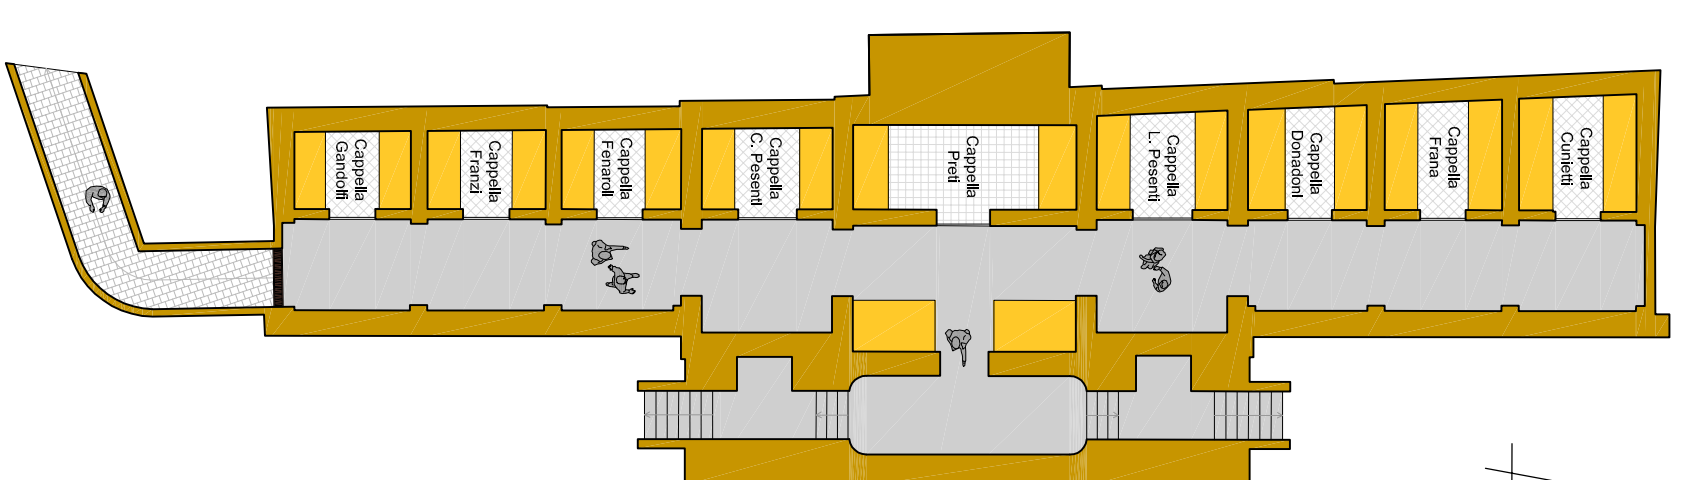 Cappella
Gandolfi
Cappella
Franzi
Cappella
Fenaroli
Cappella
C. Pesenti
Cappella
Preti
Cappella
L. Pesenti
Cappella
Donadoni
Cappella
Frana
Cappella
Cunietti